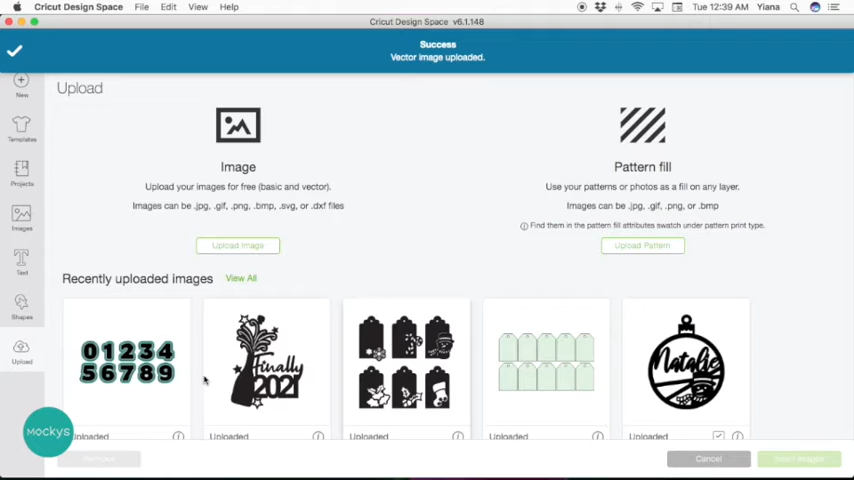 Cricut Design Space File Edit View Help Tue 12:39 AM Yiana
Cricut Design Space v6.1.148
Success
Vector image uploaded.
New
Templates
Projects
Images
Text
Shapes
Upload
Upload
Image
Upload your images for free (basic and vector).
Images can be .jpg, .gif, .png, .bmp, .svg, or .dxf files
Upload Image
Pattern fill
Use your patterns or photos as a fill on any layer.
Images can be .jpg, .gif, .png, or .bmp
Find them in the pattern fill attributes swatch under pattern print type.
Upload Pattern
Recently uploaded images View All
01234
56789
Finally
2021
Natalie
Uploaded
Uploaded
Uploaded
Uploaded
Uploaded
MOCKYS
Cancel
Insert Images